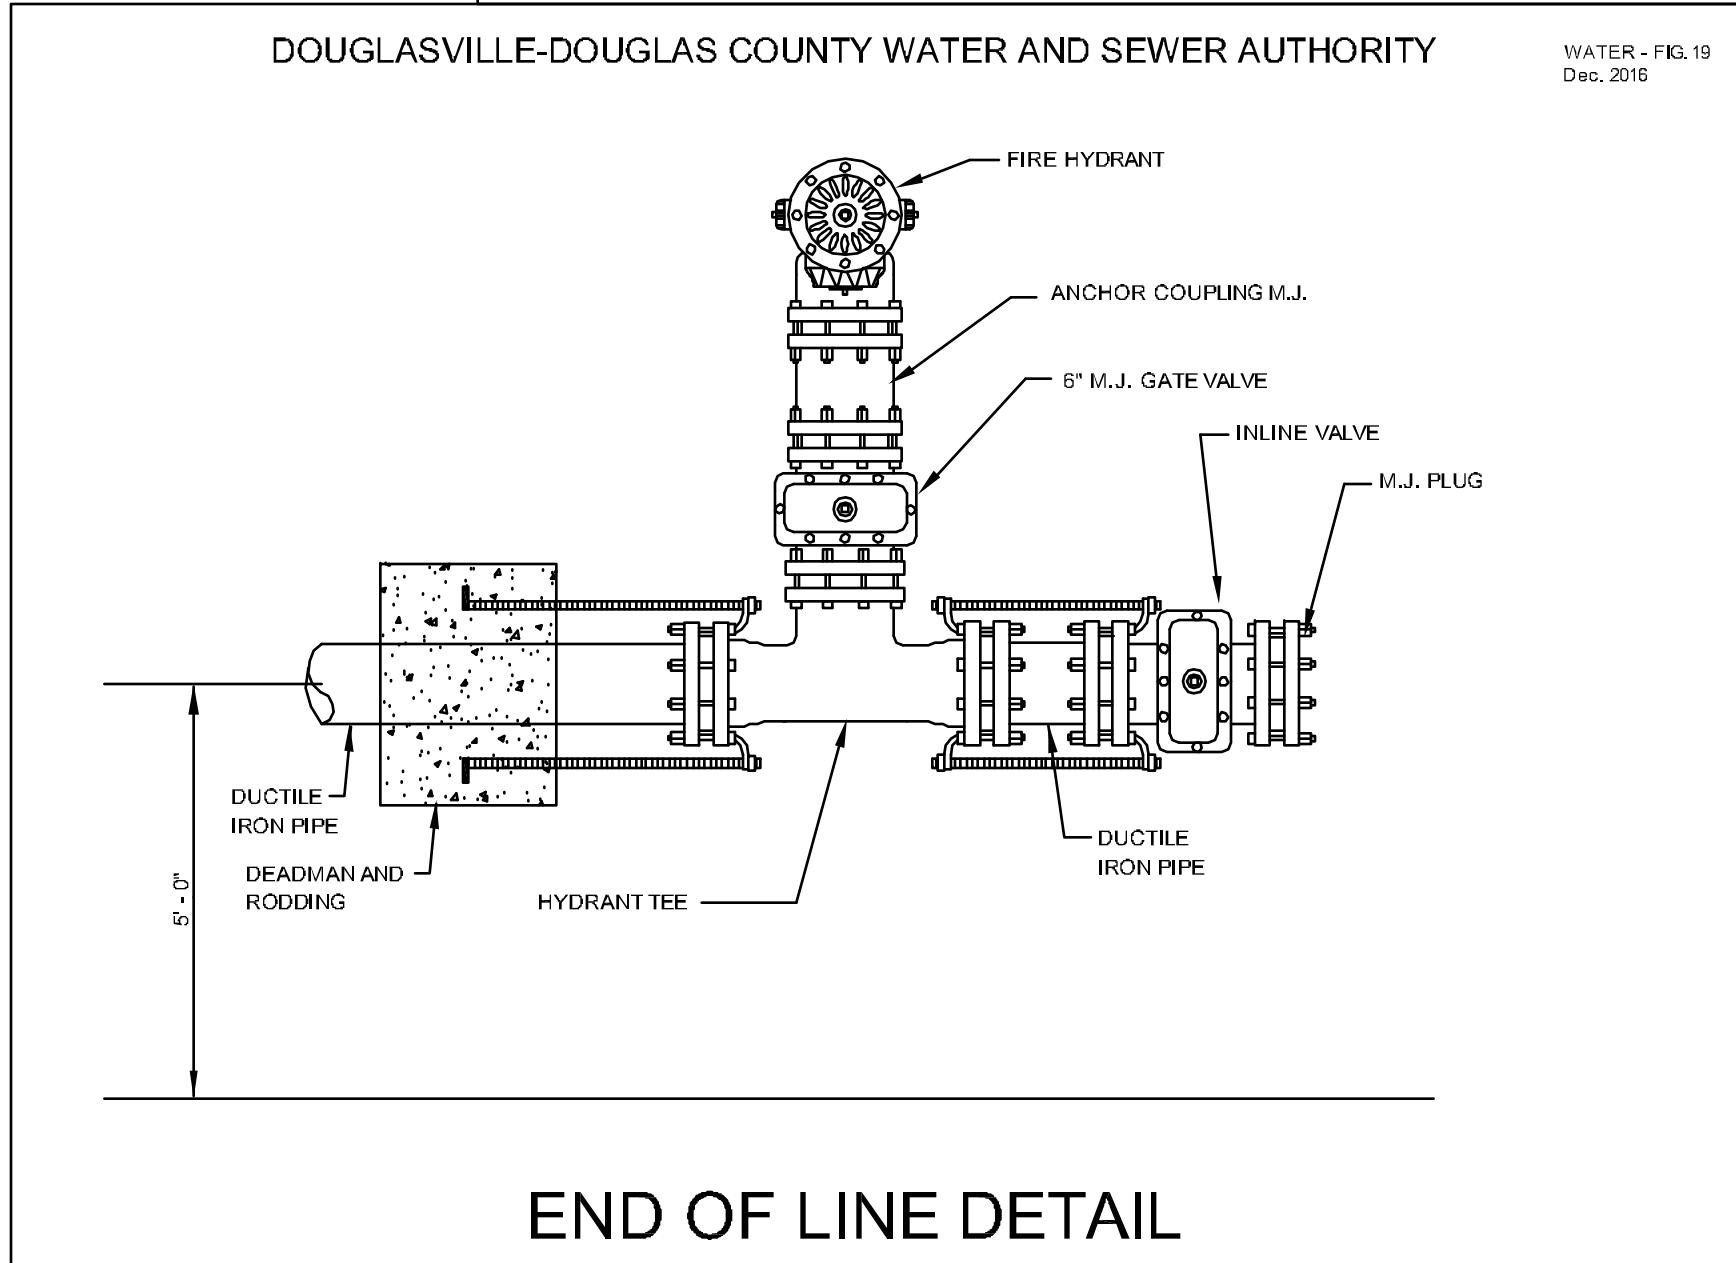 DOUGLASVILLE-DOUGLAS COUNTY WATER AND SEWER AUTHORITY
WATER - FIG. 19
Dec. 2016
FIRE HYDRANT
ANCHOR COUPLING M.J.
6" M.J. GATE VALVE
INLINE VALVE
M.J. PLUG
DUCTILE
IRON PIPE
DEADMAN AND
RODDING
HYDRANT TEE
DUCTILE
IRON PIPE
5' - 0"
END OF LINE DETAIL